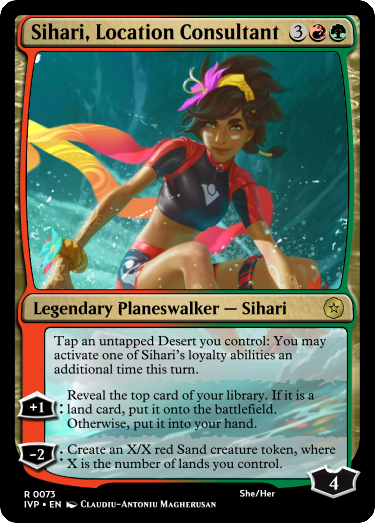 Sihari, Location Consultant 3
Legendary Planeswalker — Sihari
Tap an untapped Desert you control: You may
activate one of Sihari's loyalty abilities an
additional time this turn.
+1: Reveal the top card of your library. If it is a
land card, put it onto the battlefield.
Otherwise, put it into your hand.
-2: Create an X/X red Sand creature token, where
X is the number of lands you control.
4
R 0073
She/Her
IVP • EN Claudiu-Antoniu Magherusan